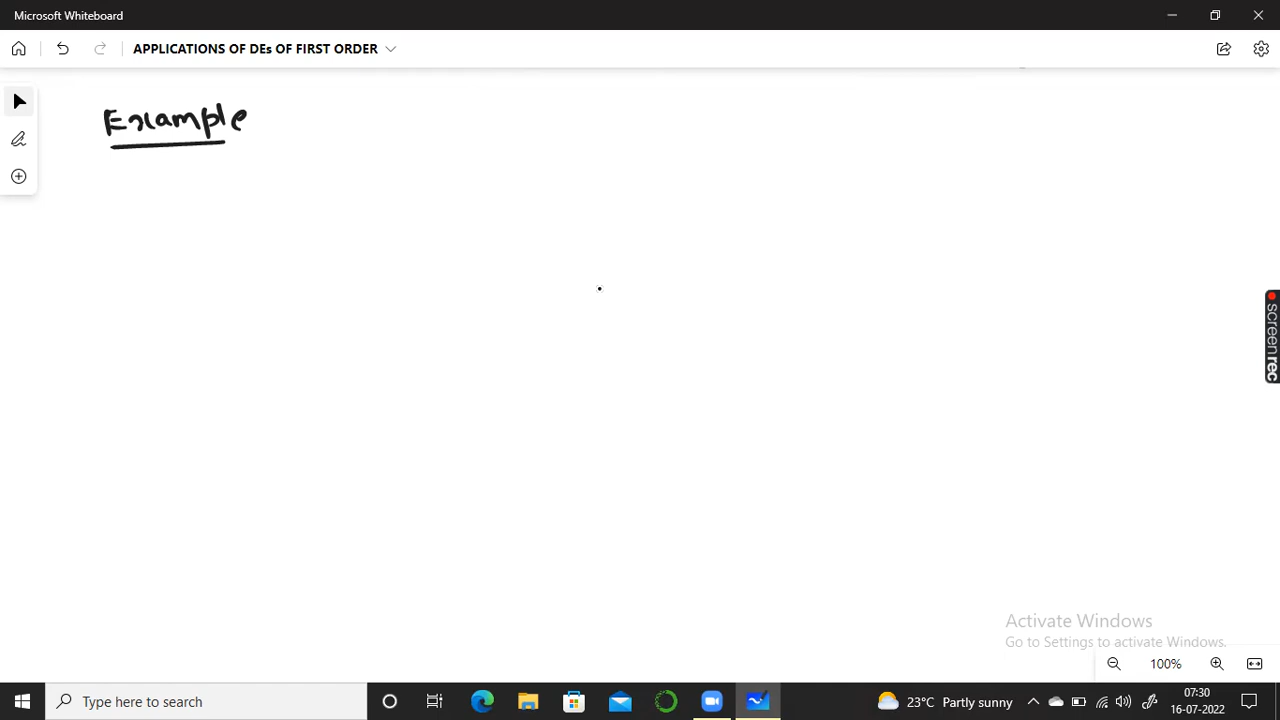 Microsoft Whiteboard
APPLICATIONS OF DEs OF FIRST ORDER
Example
screenrec
Activate Windows
Go to Settings to activate Windows.
100%
Type here to search
23°C Partly sunny
07:30
16-07-2022